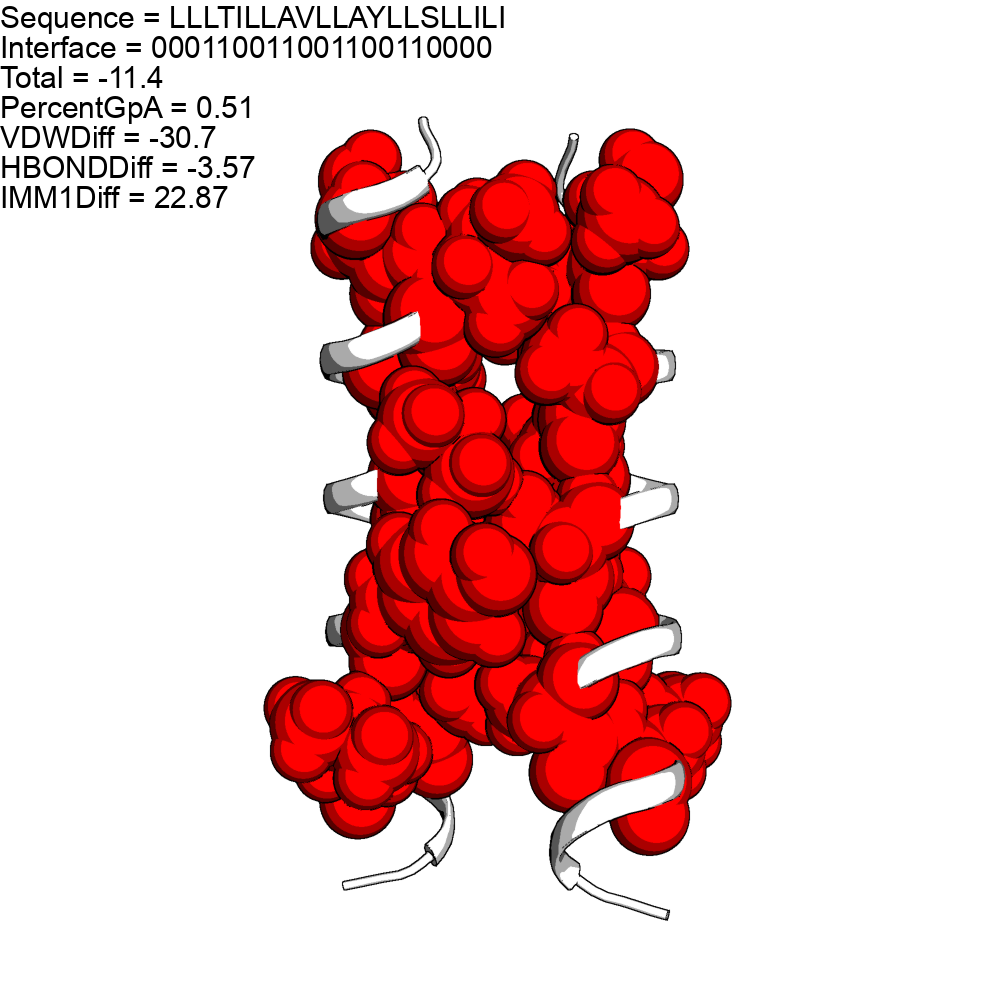 Sequence = LLLTILLAVLLAYLLSLLILI
Interface = 000110011001100110000
Total = -11.4
PercentGpA = 0.51
VDWDiff = -30.7
HBONDDiff = -3.57
IMM1Diff = 22.87